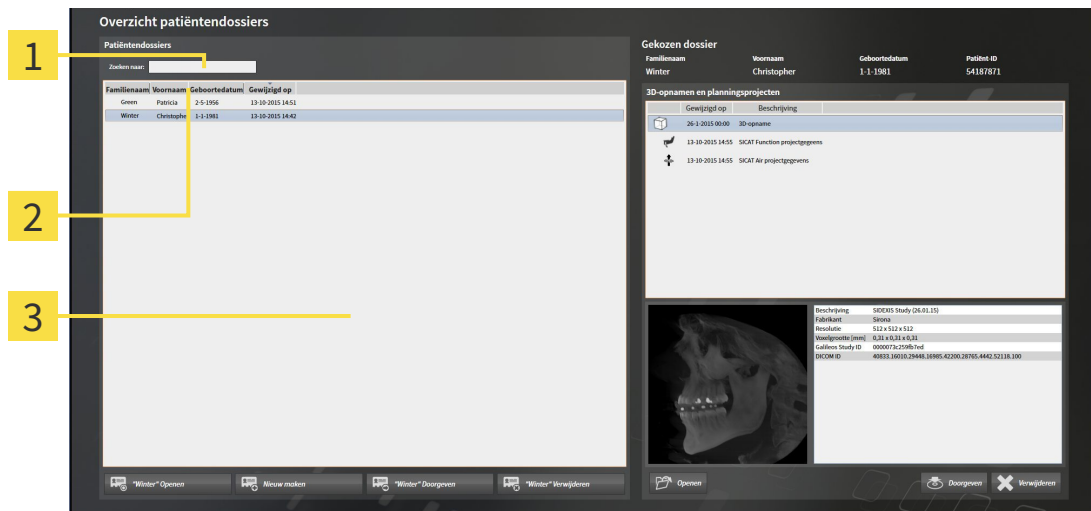 Overzicht patiëntendossiers
1
Patiëntendossiers
Zoeken naar:
Familienaam Voornaam Geboortedatum Gewijzigd op
Green Patricia 2-5-1956 13-10-2015 14:51
Winter Christophe 1-1-1981 13-10-2015 14:42
2
3
"Winter" Openen
Nieuw maken
"Winter" Doorgeven
"Winter" Verwijderen
Gekozen dossier
Familienaam Voornaam Geboortedatum Patiënt-ID
Winter Christopher 1-1-1981 54187871
3D-opnamen en planningsprojecten
Gewijzigd op Beschrijving
26-1-2015 00:00 3D-opname
13-10-2015 14:55 SICAT Function projectgegeens
13-10-2015 14:55 SICAT Air projectgegevens
Beschrijving SIDEXIS Study (26.01.15)
Fabrikant Sirona
Resolutie 512 x 512 x 512
Voxelgrootte [mm] 0,31 x 0,31 x 0,31
Galileos Study ID 0000073c259fb7ed
DICOM ID 40833.16010.29448.16985.42200.28765.4442.52118.100
Openen
Doorgeven
Verwijderen